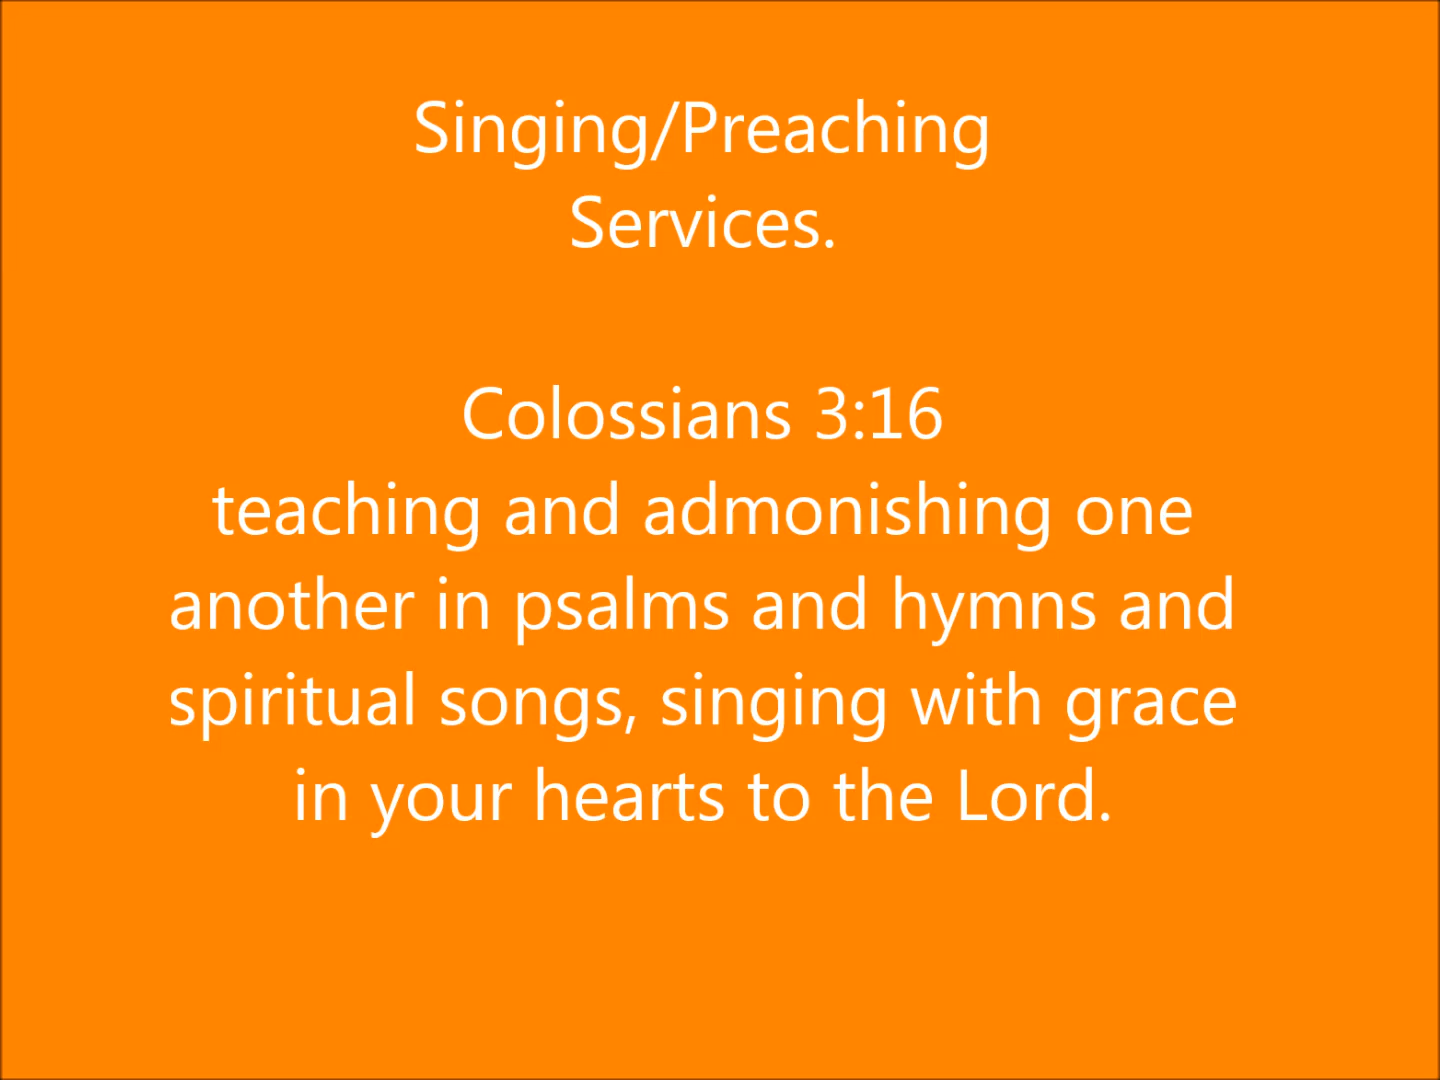 Singing/Preaching
Services.
Colossians 3:16
teaching and admonishing one
another in psalms and hymns and
spiritual songs, singing with grace
in your hearts to the Lord.